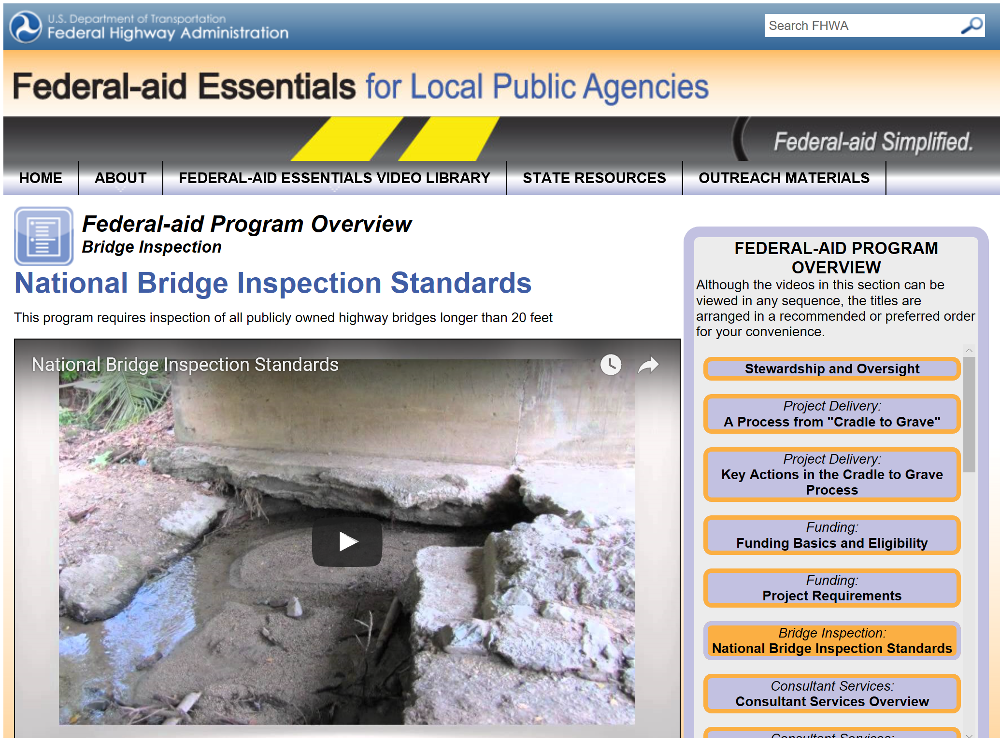 U.S. Department of Transportation
Federal Highway Administration
Search FHWA
Federal-aid Essentials for Local Public Agencies
Federal-aid Simplified.
HOME
ABOUT
FEDERAL-AID ESSENTIALS VIDEO LIBRARY
STATE RESOURCES
OUTREACH MATERIALS
Federal-aid Program Overview
Bridge Inspection
National Bridge Inspection Standards
This program requires inspection of all publicly owned highway bridges longer than 20 feet
National Bridge Inspection Standards
FEDERAL-AID PROGRAM
OVERVIEW
Although the videos in this section can be
viewed in any sequence, the titles are
arranged in a recommended or preferred order
for your convenience.
Stewardship and Oversight
Project Delivery:
A Process from "Cradle to Grave"
Project Delivery:
Key Actions in the Cradle to Grave
Process
Funding:
Funding Basics and Eligibility
Funding:
Project Requirements
Bridge Inspection:
National Bridge Inspection Standards
Consultant Services:
Consultant Services Overview
Consultant Services: